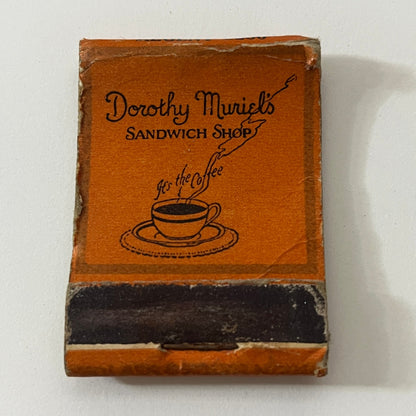 Dorothy Muriel's
SANDWICH SHOP
It's the Coffee